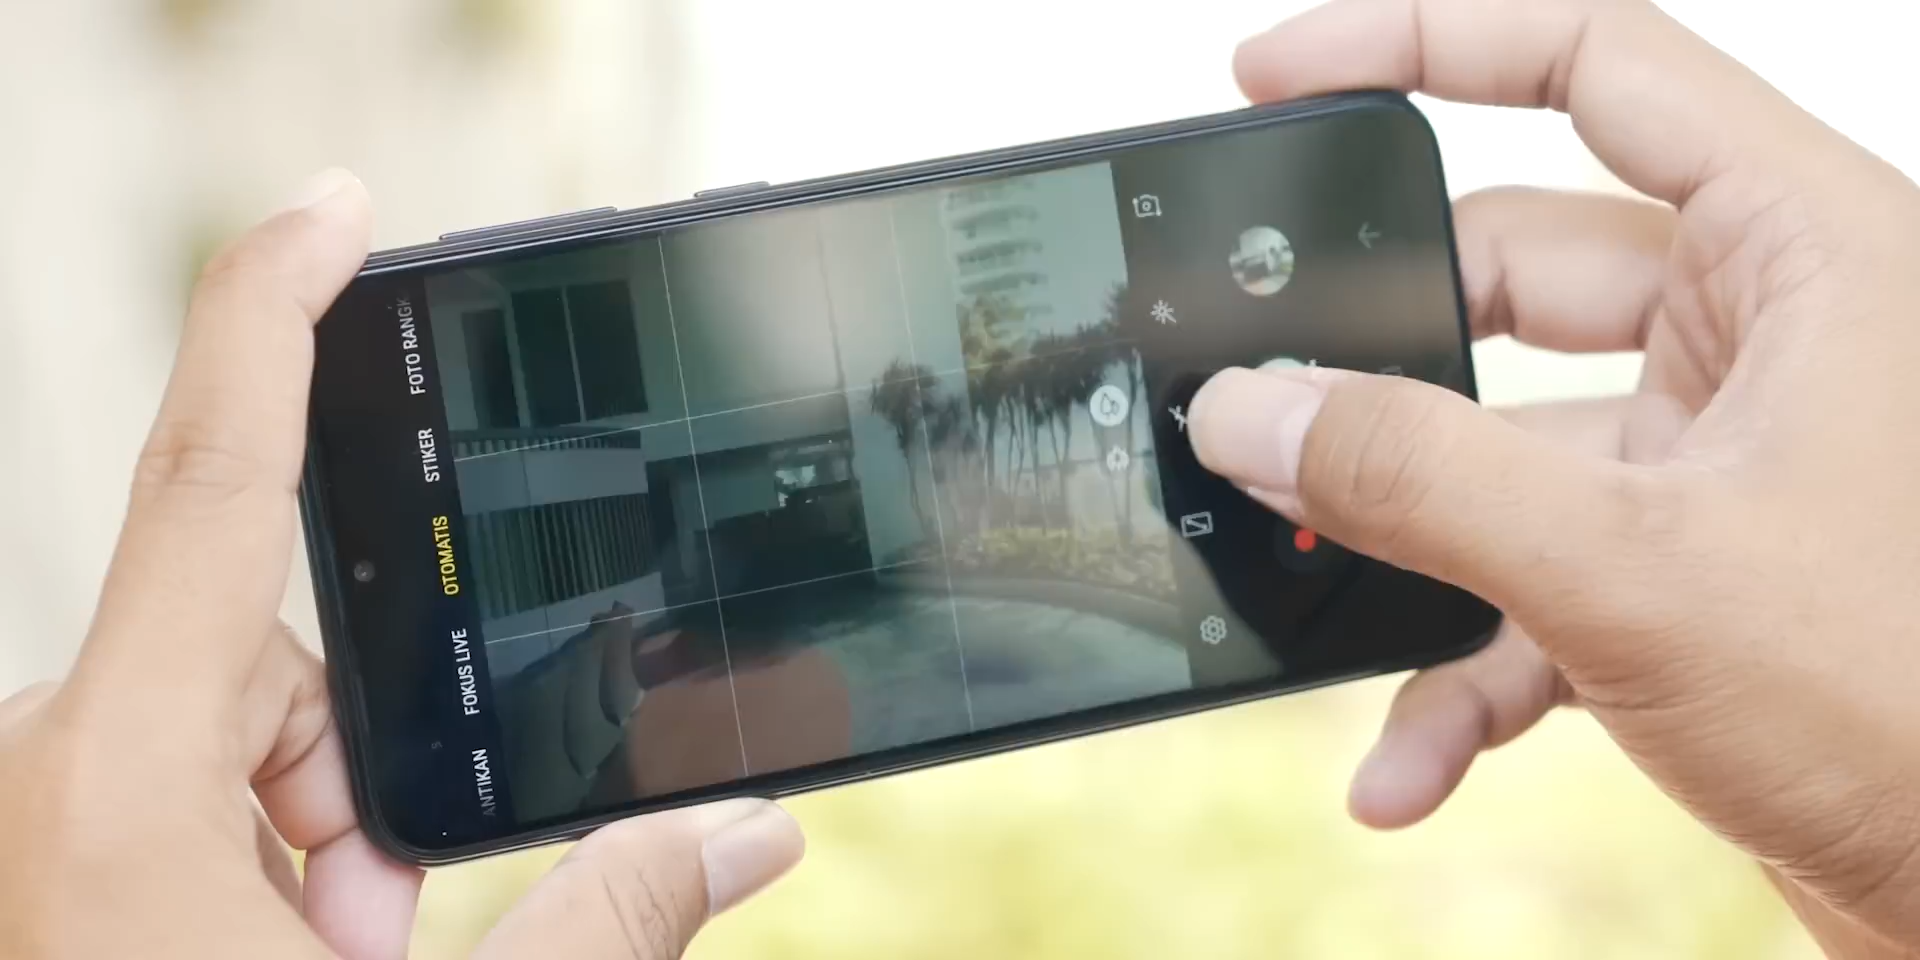 FOTO RANGK
STIKER
OTOMATIS
FOKUS LIVE
ANTIKAN